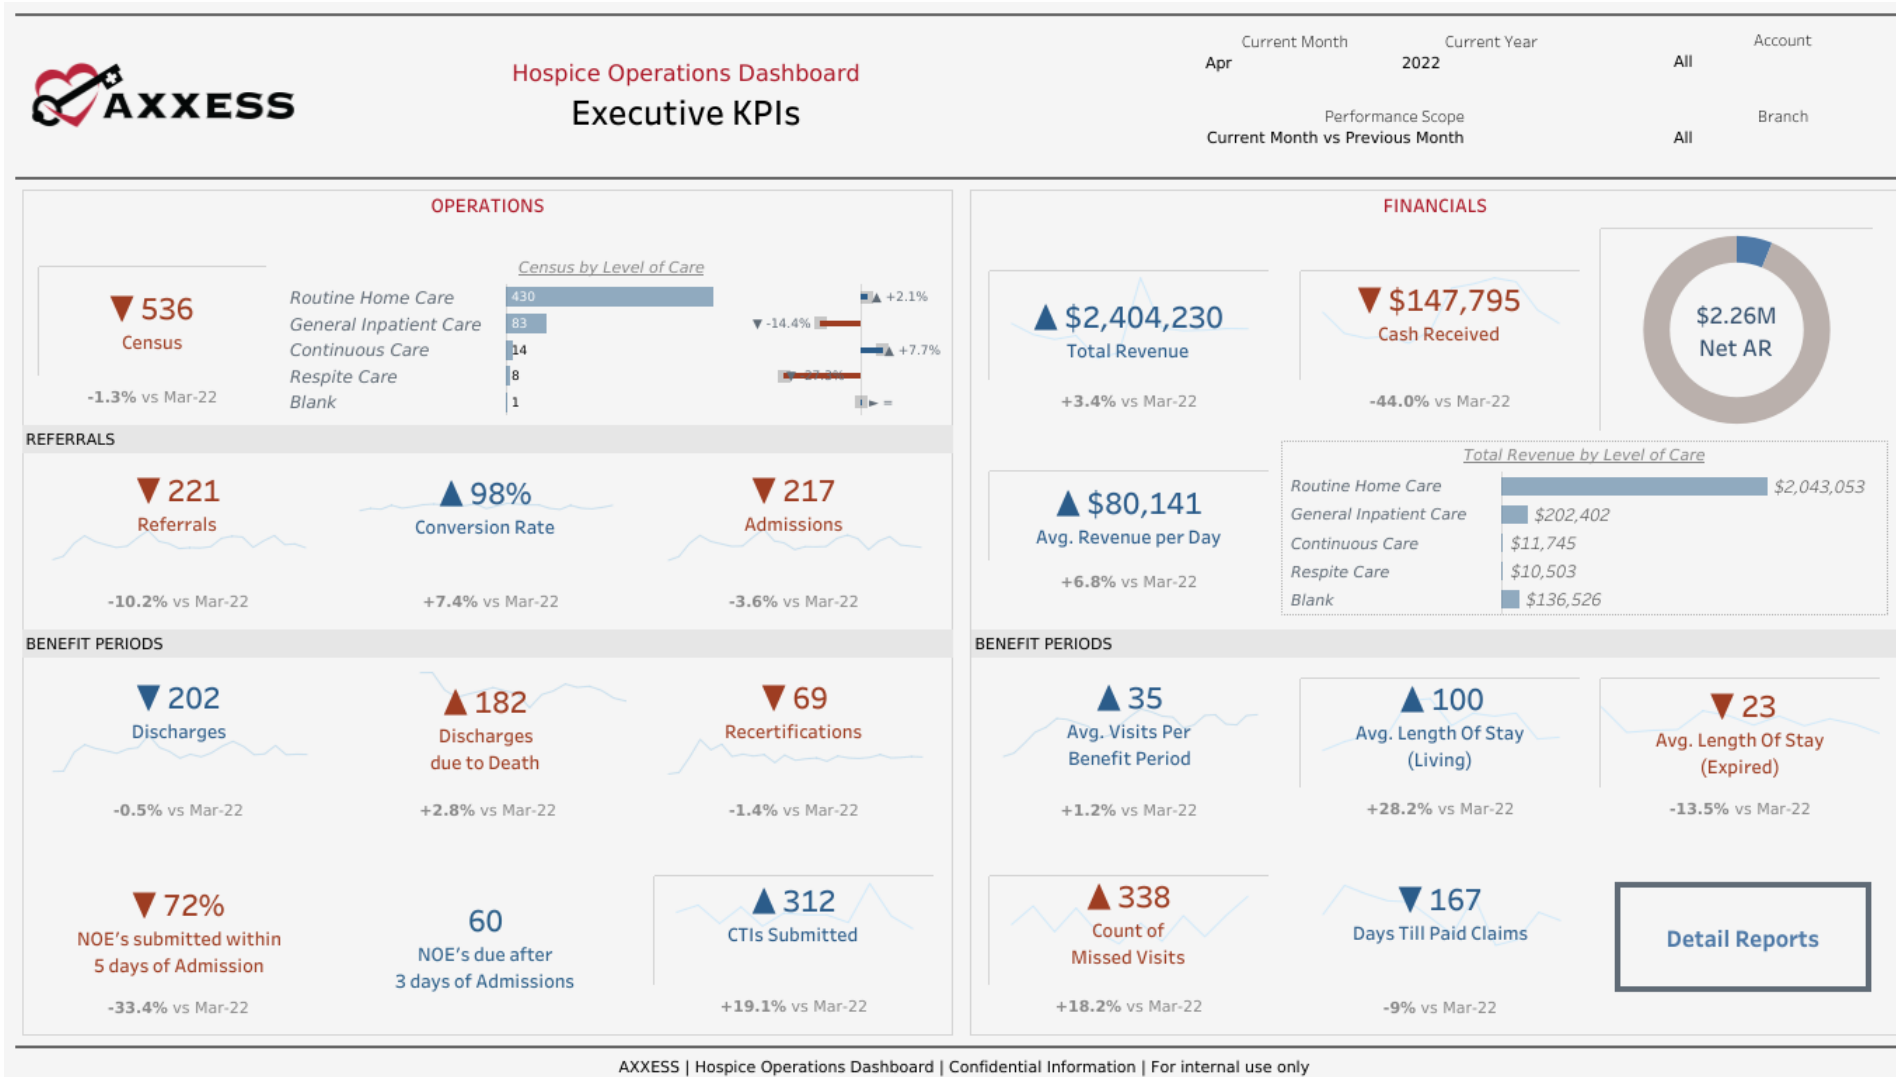 AXXESS
Hospice Operations Dashboard
Executive KPIs
Current Month
Apr
Current Year
2022
Account
All
Performance Scope
Current Month vs Previous Month
Branch
All
OPERATIONS
▼ 536
Census
-1.3% vs Mar-22
Census by Level of Care
Routine Home Care 430 ▲ +2.1%
General Inpatient Care 83 ▼ -14.4%
Continuous Care 14 ▲ +7.7%
Respite Care 8
Blank 1 ► =
REFERRALS
▼ 221
Referrals
-10.2% vs Mar-22
▲ 98%
Conversion Rate
+7.4% vs Mar-22
▼ 217
Admissions
-3.6% vs Mar-22
BENEFIT PERIODS
▼ 202
Discharges
-0.5% vs Mar-22
▲ 182
Discharges
due to Death
+2.8% vs Mar-22
▼ 69
Recertifications
-1.4% vs Mar-22
▼ 72%
NOE's submitted within
5 days of Admission
-33.4% vs Mar-22
60
NOE's due after
3 days of Admissions
▲ 312
CTIs Submitted
+19.1% vs Mar-22
FINANCIALS
▲ $2,404,230
Total Revenue
+3.4% vs Mar-22
▼ $147,795
Cash Received
-44.0% vs Mar-22
$2.26M
Net AR
▲ $80,141
Avg. Revenue per Day
+6.8% vs Mar-22
Total Revenue by Level of Care
Routine Home Care $2,043,053
General Inpatient Care $202,402
Continuous Care $11,745
Respite Care $10,503
Blank $136,526
BENEFIT PERIODS
▲ 35
Avg. Visits Per
Benefit Period
+1.2% vs Mar-22
▲ 100
Avg. Length Of Stay
(Living)
+28.2% vs Mar-22
▼ 23
Avg. Length Of Stay
(Expired)
-13.5% vs Mar-22
▲ 338
Count of
Missed Visits
+18.2% vs Mar-22
▼ 167
Days Till Paid Claims
-9% vs Mar-22
Detail Reports
AXXESS | Hospice Operations Dashboard | Confidential Information | For internal use only